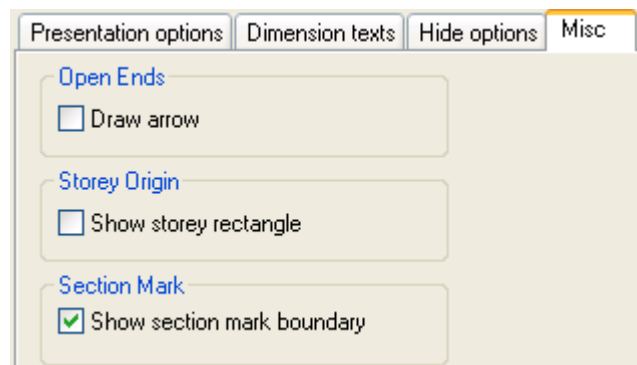 Presentation options Dimension texts Hide options Misc
Open Ends
Draw arrow
Storey Origin
Show storey rectangle
Section Mark
Show section mark boundary